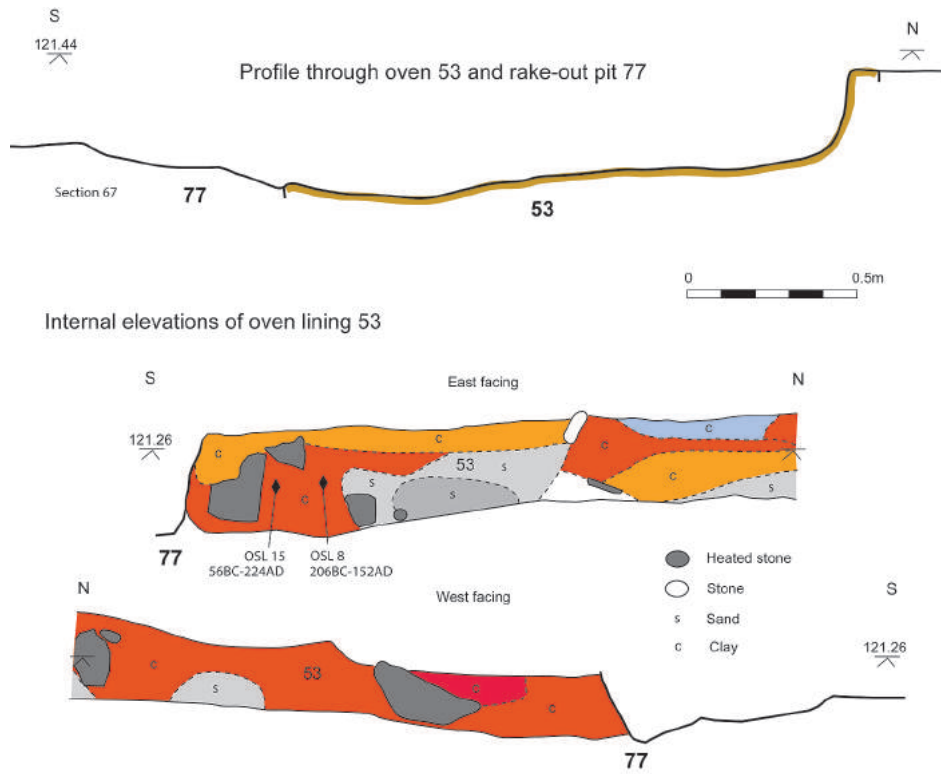 S
N
121.44
Profile through oven 53 and rake-out pit 77
Section 67
77
53
0 0.5m
Internal elevations of oven lining 53
S
East facing
N
121.26
c
c
c
53
s
c
s
s
c
c
s
77
OSL 15
56BC-224AD
OSL 8
206BC-152AD
Heated stone
Stone
s Sand
c Clay
N
West facing
S
121.26
c
53
s
c
c
77